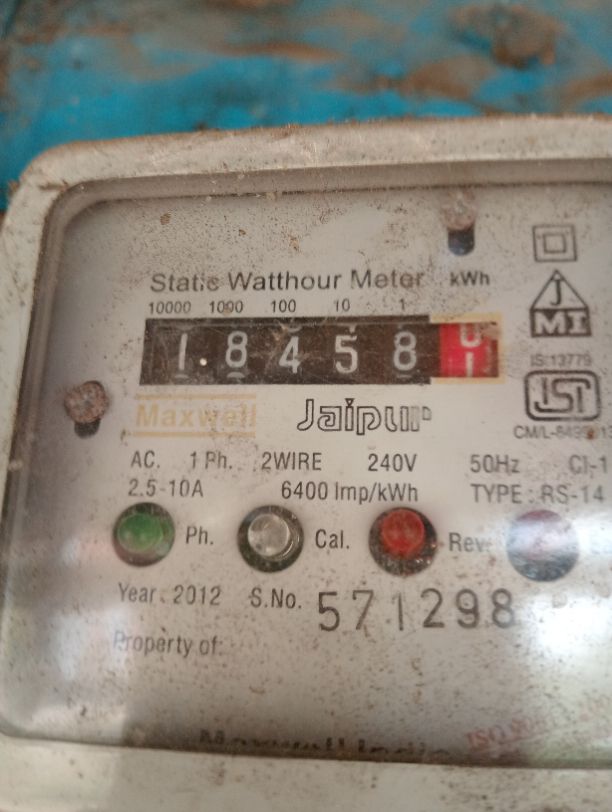 Static Watthour Meter kWh
10000 1000 100 10 1
1 8 4 5 8
J
MI
IS:13779
ISI
Maxwell Jaipur
CM/L-
AC. 1 Ph. 2WIRE 240V 50Hz Cl-1
2.5-10A 6400 Imp/kWh TYPE : RS-14
Ph. Cal. Rev.
Year. 2012 S.No. 571298
Property of: